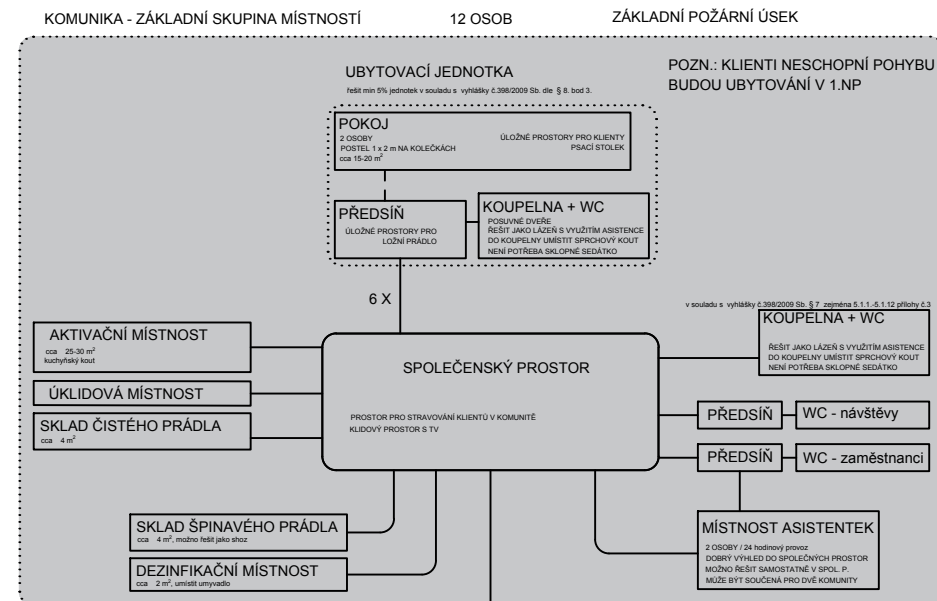 KOMUNIKA - ZÁKLADNÍ SKUPINA MÍSTNOSTÍ 12 OSOB ZÁKLADNÍ POŽÁRNÍ ÚSEK
POZN.: KLIENTI NESCHOPNÍ POHYBU
BUDOU UBYTOVÁNÍ V 1.NP
UBYTOVACÍ JEDNOTKA
řešit min 5% jednotek v souladu s vyhlášky č.398/2009 Sb. dle § 8. bod 3.
POKOJ
2 OSOBY
POSTEL 1 x 2 m NA KOLEČKÁCH
cca 15-20 m²
ÚLOŽNÉ PROSTORY PRO KLIENTY
PSACÍ STOLEK
PŘEDSÍŇ
ÚLOŽNÉ PROSTORY PRO
LOŽNÍ PRÁDLO
KOUPELNA + WC
POSUVNÉ DVEŘE
ŘEŠIT JAKO LÁZEŇ S VYUŽITÍM ASISTENCE
DO KOUPELNY UMÍSTIT SPRCHOVÝ KOUT
NENÍ POTŘEBA SKLOPNÉ SEDÁTKO
6 X
v souladu s vyhlášky č.398/2009 Sb. § 7 zejména 5.1.1.-5.1.12 přílohy č.3
KOUPELNA + WC
ŘEŠIT JAKO LÁZEŇ S VYUŽITÍM ASISTENCE
DO KOUPELNY UMÍSTIT SPRCHOVÝ KOUT
NENÍ POTŘEBA SKLOPNÉ SEDÁTKO
AKTIVAČNÍ MÍSTNOST
cca 25-30 m²
kuchyňský kout
ÚKLIDOVÁ MÍSTNOST
SKLAD ČISTÉHO PRÁDLA
cca 4 m²
SPOLEČENSKÝ PROSTOR
PROSTOR PRO STRAVOVÁNÍ KLIENTŮ V KOMUNITĚ
KLIDOVÝ PROSTOR S TV
PŘEDSÍŇ
WC - návštěvy
PŘEDSÍŇ
WC - zaměstnanci
SKLAD ŠPINAVÉHO PRÁDLA
cca 4 m², možno řešit jako shoz
DEZINFIKAČNÍ MÍSTNOST
cca 2 m², umístit umyvadlo
MÍSTNOST ASISTENTEK
2 OSOBY / 24 hodinový provoz
DOBRÝ VÝHLED DO SPOLEČNÝCH PROSTOR
MOŽNO ŘEŠIT SAMOSTATNĚ V SPOL. P.
MŮŽE BÝT SOUČENÁ PRO DVĚ KOMUNITY